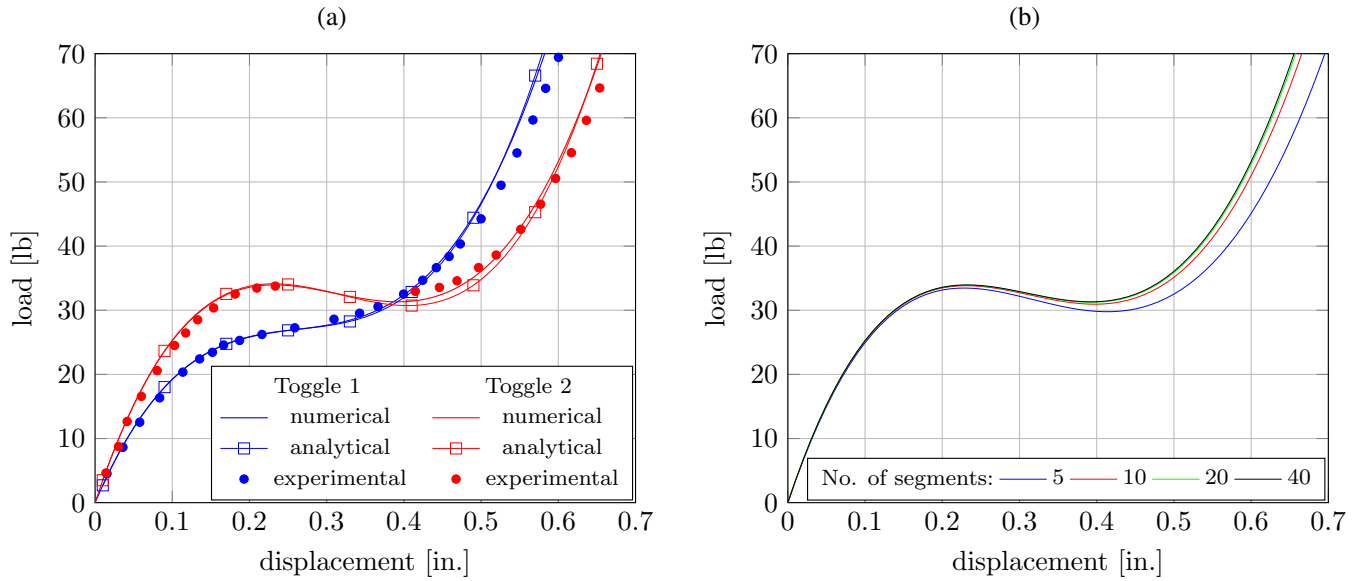 (a)
load [lb]
70
60
50
40
30
20
10
0
0 0.1 0.2 0.3 0.4 0.5 0.6 0.7
displacement [in.]
Toggle 1 Toggle 2
numerical numerical
analytical analytical
experimental experimental
(b)
load [lb]
70
60
50
40
30
20
10
0
0 0.1 0.2 0.3 0.4 0.5 0.6 0.7
displacement [in.]
No. of segments: 5 10 20 40